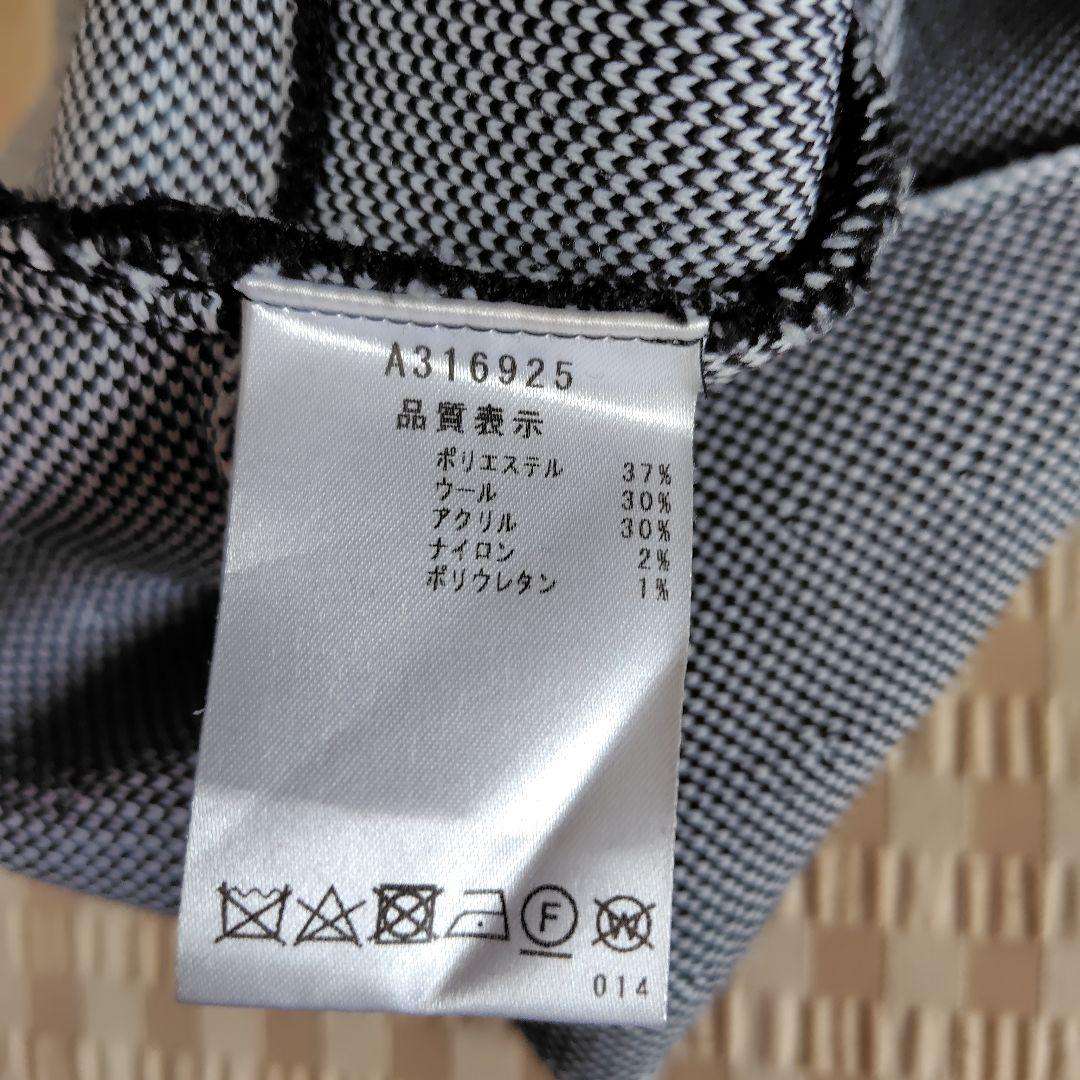 A316925
品質表示
ポリエステル 37%
ウール 30%
アクリル 30%
ナイロン 2%
ポリウレタン 1%
F W
014